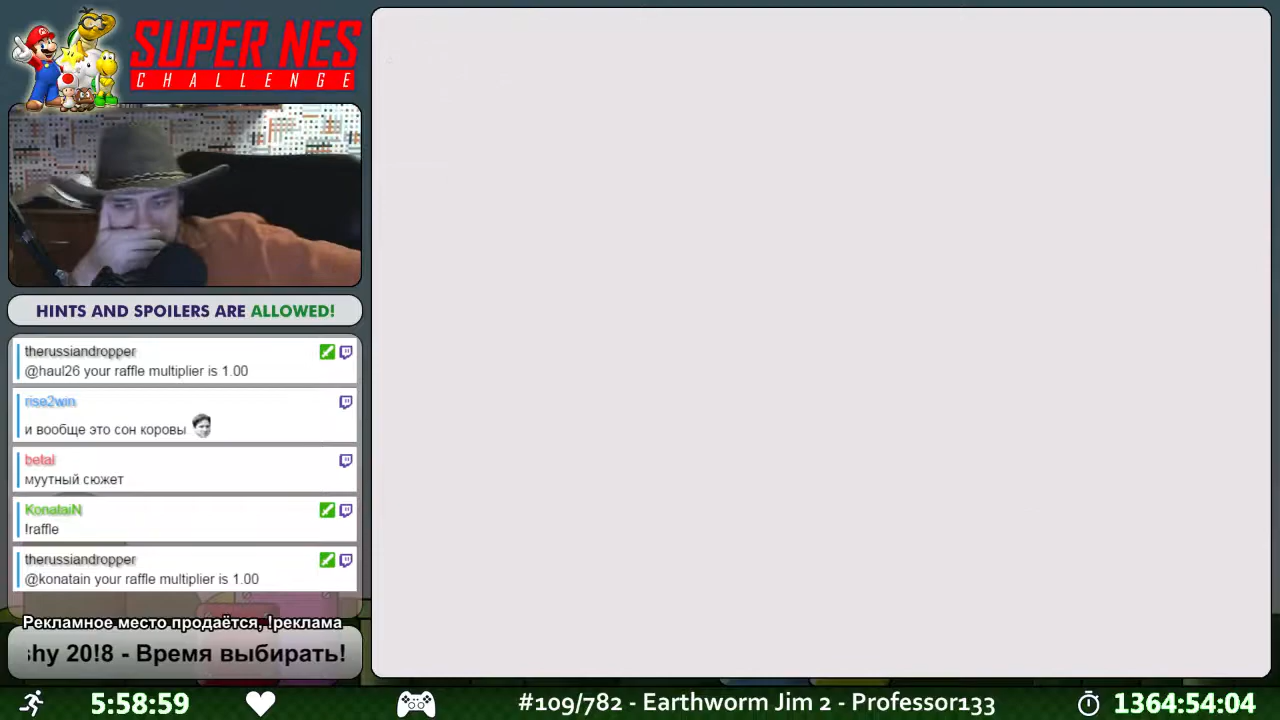 SUPER NES
CHALLENGE
HINTS AND SPOILERS ARE ALLOWED!
therussiandropper
@haul26 your raffle multiplier is 1.00
rise2win
и вообще это сон коровы
betal
муутный сюжет
KonataiN
!raffle
therussiandropper
@konatain your raffle multiplier is 1.00
Рекламное место продаётся, !реклама
shy 20!8 - Время выбирать!
5:58:59
#109/782 - Earthworm Jim 2 - Professor133
1364:54:04